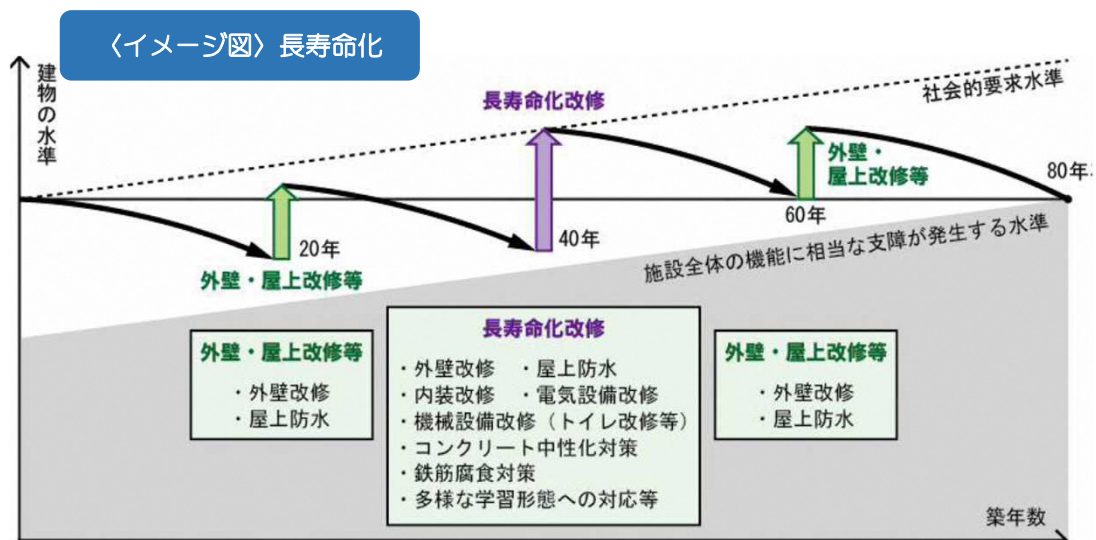 〈イメージ図〉長寿命化
建物の水準
社会的要求水準
長寿命化改修
外壁・
屋上改修等
80年
20年
40年
60年
外壁・屋上改修等
施設全体の機能に相当な支障が発生する水準
外壁・屋上改修等
・外壁改修
・屋上防水
長寿命化改修
・外壁改修 ・屋上防水
・内装改修 ・電気設備改修
・機械設備改修（トイレ改修等）
・コンクリート中性化対策
・鉄筋腐食対策
・多様な学習形態への対応等
外壁・屋上改修等
・外壁改修
・屋上防水
築年数